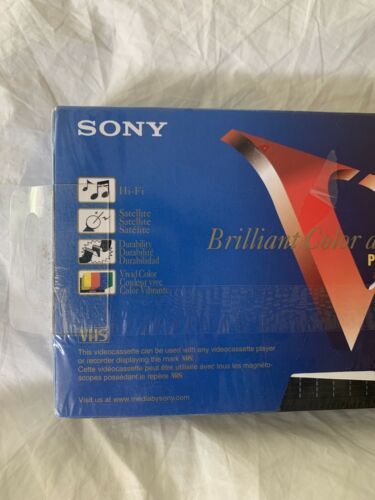 SONY
Hi-Fi
Satellite
Satellite
Satélite
Brilliant Color a
P
Durability
Durabilité
Durabilidad
Vivid Color
Couleur vive
Color Vibrante
VHS
This videocassette can be used with any videocassette player
or recorder displaying the mark VHS
Cette vidéocassette peut être utilisée avec tous les magnéto-
scopes possédant le repère VHS
Visit us at www.mediabysony.com